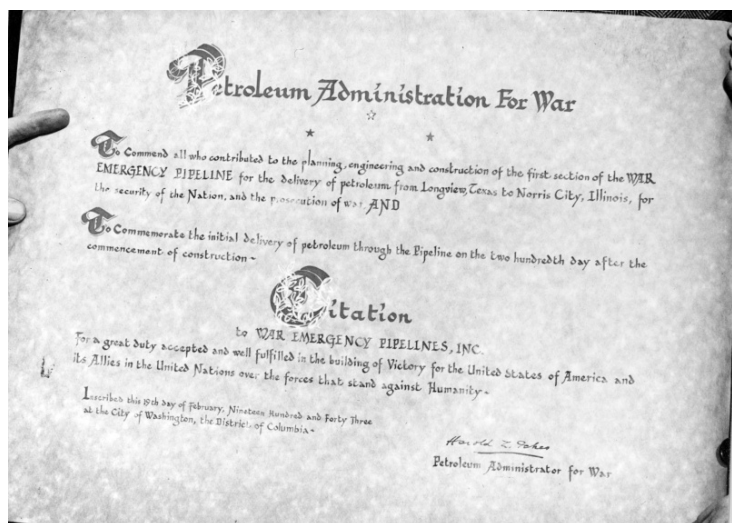 Petroleum Administration For War
To Commend all who contributed to the planning, engineering and construction of the first section of the WAR
EMERGENCY PIPELINE for the delivery of petroleum from Longview, Texas to Norris City, Illinois, for
the security of the Nation, and the prosecution of war, AND
To Commemorate the initial delivery of petroleum through the Pipeline on the two hundredth day after the
commencement of construction ~
Citation
to WAR EMERGENCY PIPELINES, INC.
For a great duty accepted and well fulfilled in the building of Victory for the United States of America and
its Allies in the United Nations over the forces that stand against Humanity ~
Inscribed this 19th day of February, Nineteen Hundred and Forty Three
at the City of Washington, the District of Columbia ~
Harold L. Ickes
Petroleum Administrator for War